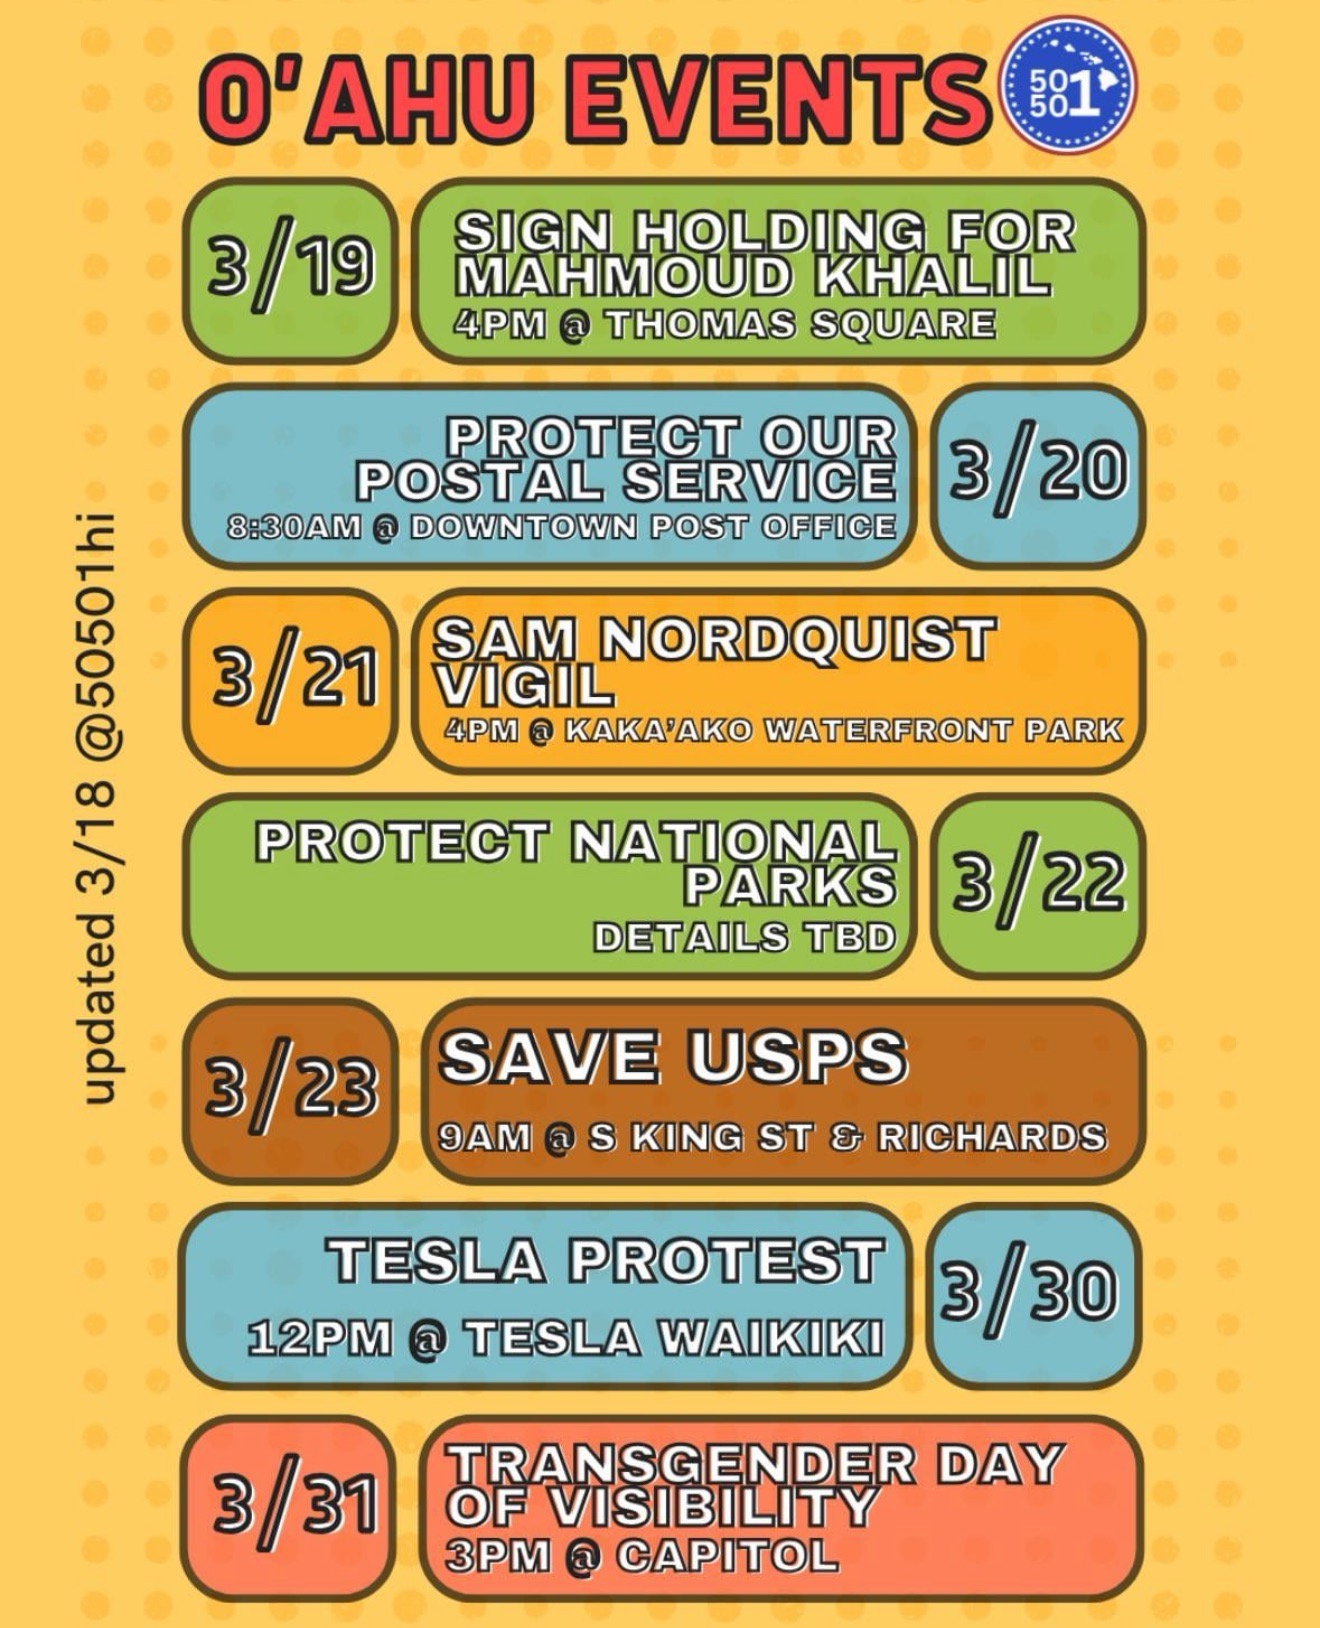 O'AHU EVENTS
50
501
3/19
SIGN HOLDING FOR
MAHMOUD KHALIL
4PM @ THOMAS SQUARE
PROTECT OUR
POSTAL SERVICE
8:30AM @ DOWNTOWN POST OFFICE
3/20
3/21
SAM NORDQUIST
VIGIL
4PM @ KAKA'AKO WATERFRONT PARK
PROTECT NATIONAL
PARKS
DETAILS TBD
3/22
3/23
SAVE USPS
9AM @ S KING ST & RICHARDS
TESLA PROTEST
12PM @ TESLA WAIKIKI
3/30
3/31
TRANSGENDER DAY
OF VISIBILITY
3PM @ CAPITOL
updated 3/18 @50501hi